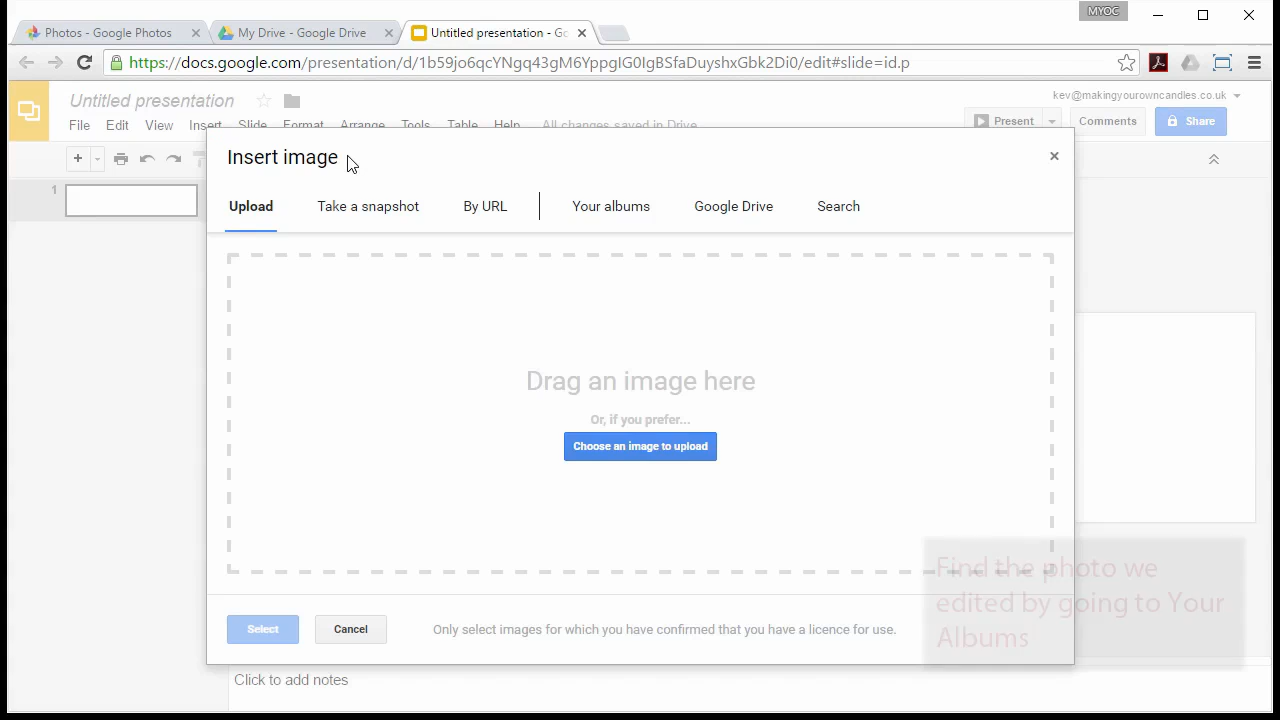 MYOC
Photos - Google Photos
My Drive - Google Drive
Untitled presentation - Go
https://docs.google.com/presentation/d/1b59jo6qcYNgq43gM6YppgIG0IgBSfaDuyshxGbk2Di0/edit#slide=id.p
Untitled presentation
kev@makingyourowncandles.co.uk
File Edit View Insert Slide Format Arrange Tools Table Help All changes saved in Drive
Present Comments Share
1
Insert image
Upload Take a snapshot By URL Your albums Google Drive Search
Drag an image here
Or, if you prefer...
Choose an image to upload
Find the photo we
edited by going to Your
Albums
Select Cancel Only select images for which you have confirmed that you have a licence for use.
Click to add notes